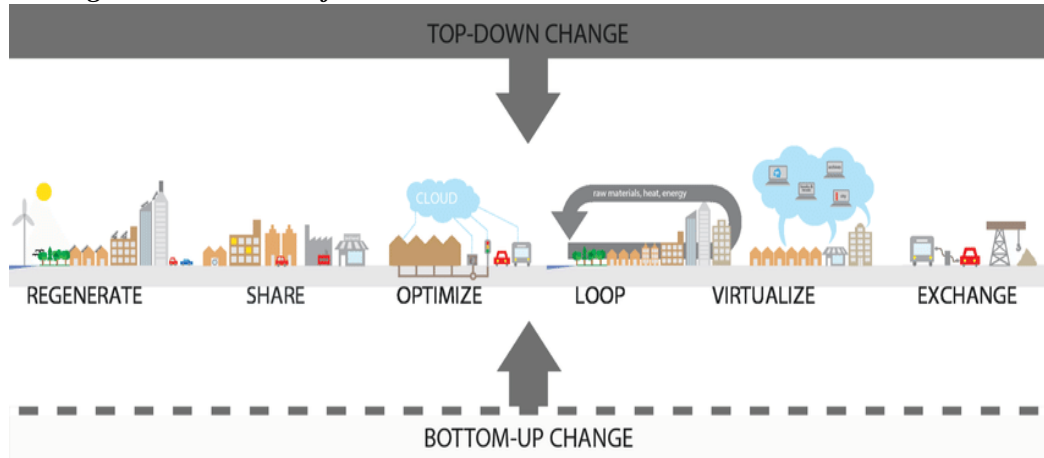 TOP-DOWN CHANGE
CLOUD
raw materials, heat, energy
REGENERATE
SHARE
OPTIMIZE
LOOP
VIRTUALIZE
EXCHANGE
BOTTOM-UP CHANGE